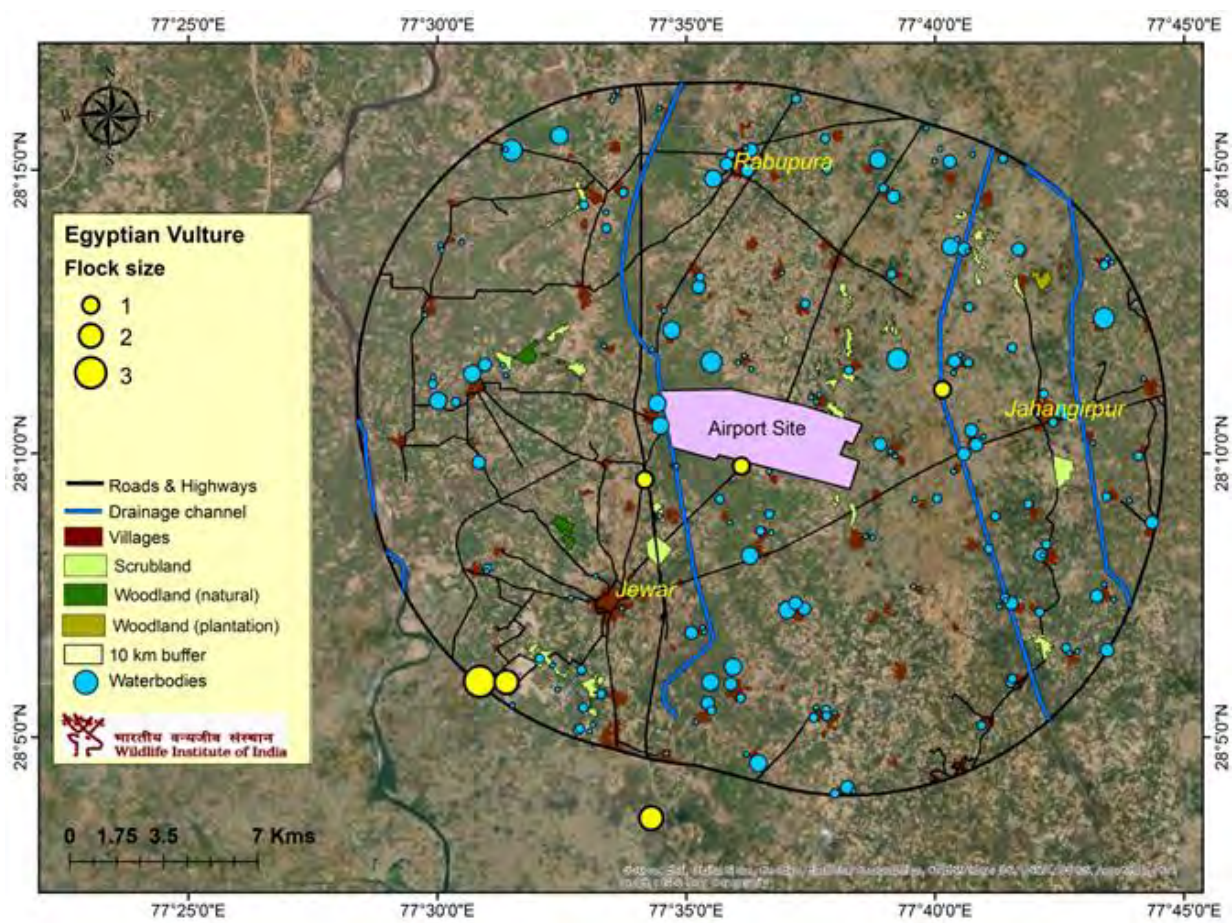 77°25'0"E 77°30'0"E 77°35'0"E 77°40'0"E 77°45'0"E
N
W E
S
28°15'0"N 28°15'0"N
Rabupura
Egyptian Vulture
Flock size
1
2
3
Jahangirpur
Airport Site
28°10'0"N 28°10'0"N
Roads & Highways
Drainage channel
Villages
Scrubland
Woodland (natural)
Woodland (plantation)
10 km buffer
Waterbodies
Jewar
भारतीय वन्यजीव संस्थान
Wildlife Institute of India
28°5'0"N 28°5'0"N
0 1.75 3.5 7 Kms
77°25'0"E 77°30'0"E 77°35'0"E 77°40'0"E 77°45'0"E